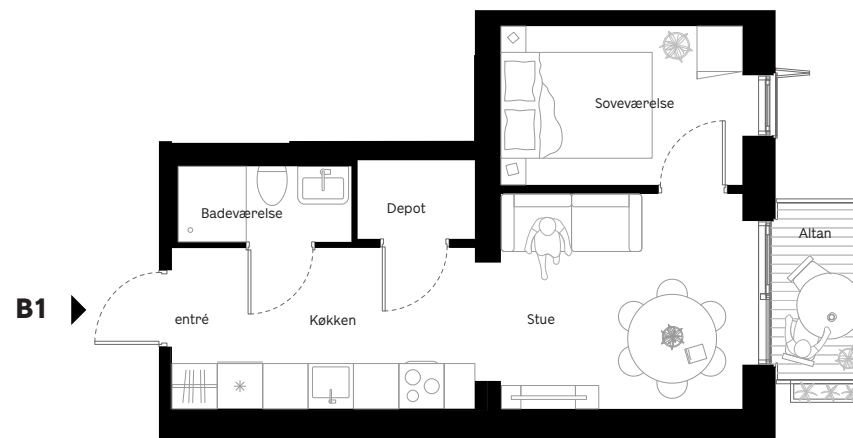 Soveværelse
Badeværelse
Depot
Altan
B1
entré
Køkken
Stue